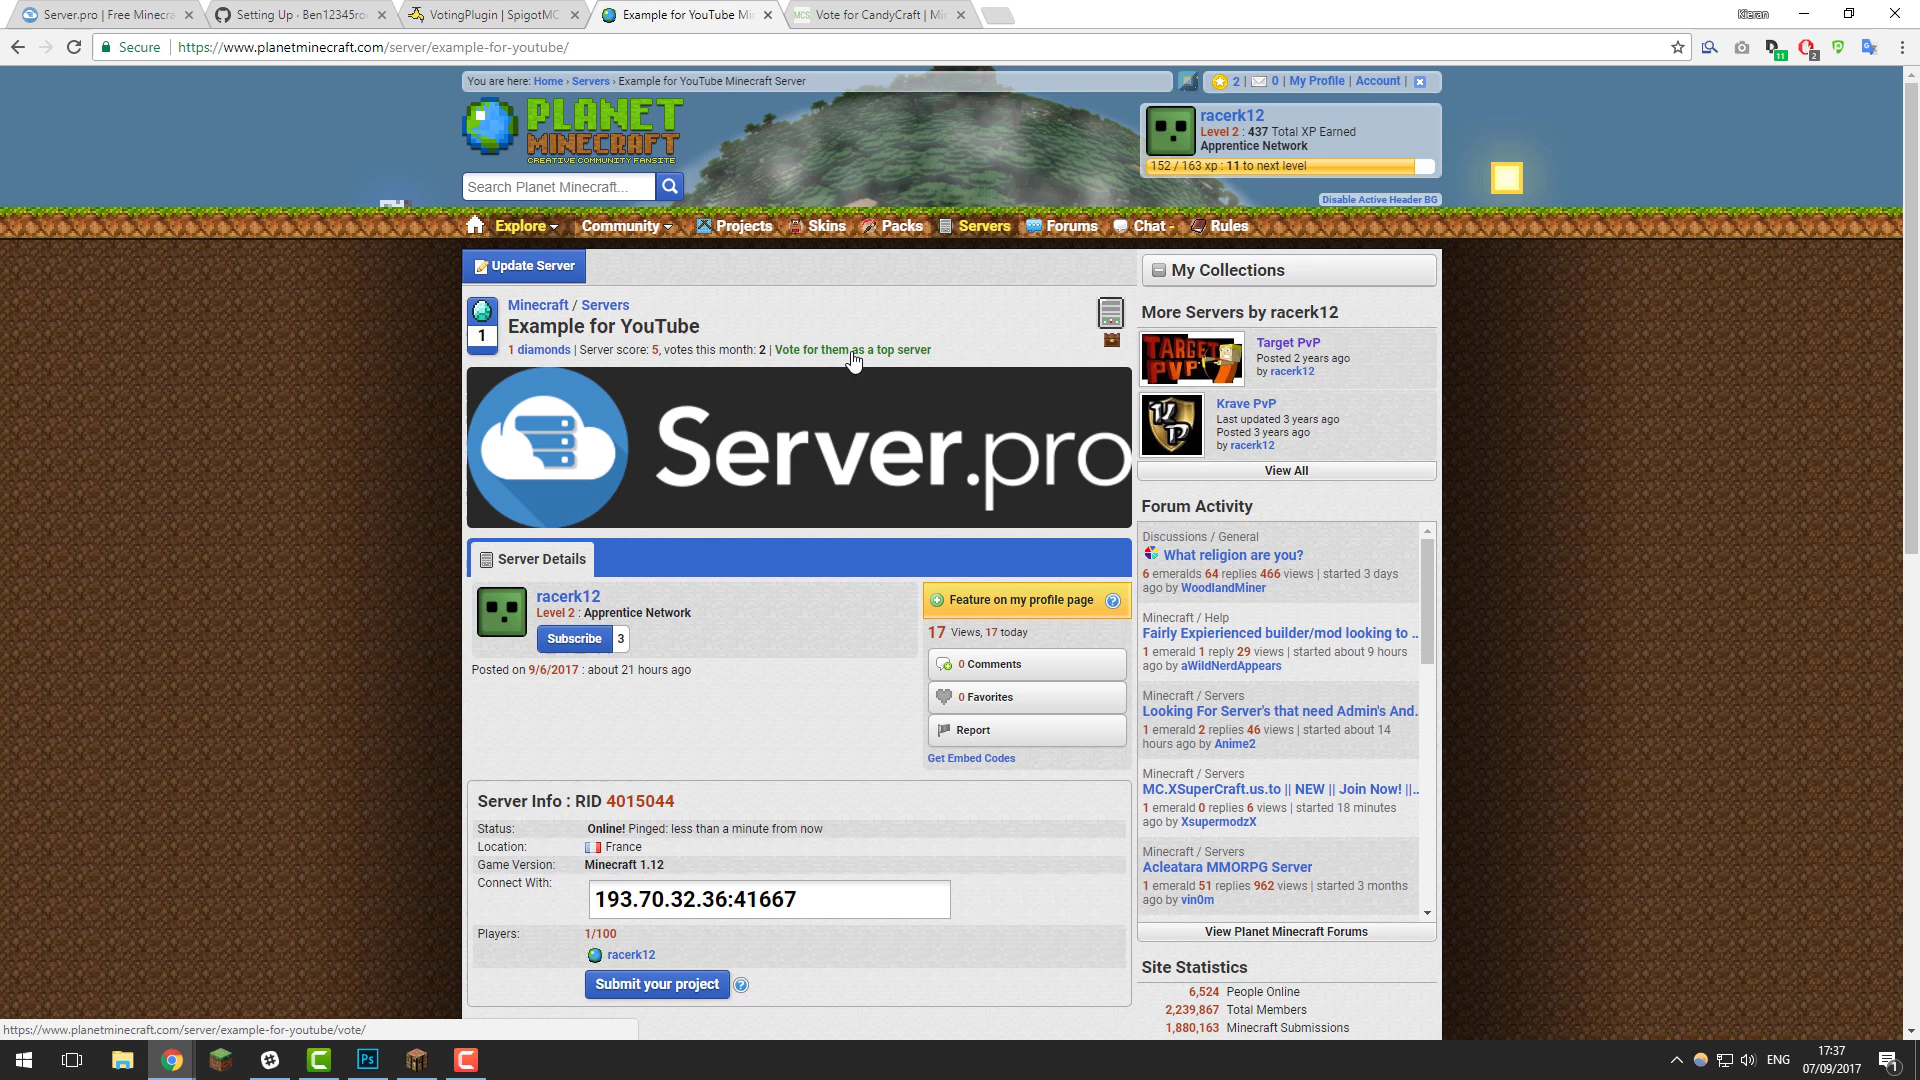 Server.pro | Free Minecra
Setting Up · Ben12345ro
VotingPlugin | SpigotMC
Example for YouTube Min
MCS Vote for CandyCraft | Min
Kieran
Secure https://www.planetminecraft.com/server/example-for-youtube/
11
2
You are here: Home › Servers › Example for YouTube Minecraft Server
2 | 0 | My Profile | Account |
PLANET
MINECRAFT
CREATIVE COMMUNITY FANSITE
racerk12
Level 2 : 437 Total XP Earned
Apprentice Network
152 / 163 xp : 11 to next level
Search Planet Minecraft...
Disable Active Header BG
Explore Community Projects Skins Packs Servers Forums Chat - Rules
Update Server
Minecraft / Servers
Example for YouTube
1
1 diamonds | Server score: 5, votes this month: 2 | Vote for them as a top server
Server.pro
Server Details
racerk12
Level 2 : Apprentice Network
Subscribe 3
Posted on 9/6/2017 : about 21 hours ago
Feature on my profile page ?
17 Views, 17 today
0 Comments
0 Favorites
Report
Get Embed Codes
Server Info : RID 4015044
Status: Online! Pinged: less than a minute from now
Location: France
Game Version: Minecraft 1.12
Connect With: 193.70.32.36:41667
Players: 1/100
racerk12
Submit your project ?
My Collections
More Servers by racerk12
TARGET
PVP
Target PvP
Posted 2 years ago
by racerk12
KP
Krave PvP
Last updated 3 years ago
Posted 3 years ago
by racerk12
View All
Forum Activity
Discussions / General
What religion are you?
6 emeralds 64 replies 466 views | started 3 days
ago by WoodlandMiner
Minecraft / Help
Fairly Expierienced builder/mod looking to ..
1 emerald 1 reply 29 views | started about 9 hours
ago by aWildNerdAppears
Minecraft / Servers
Looking For Server's that need Admin's And.
1 emerald 2 replies 46 views | started about 14
hours ago by Anime2
Minecraft / Servers
MC.XSuperCraft.us.to || NEW || Join Now! ||..
1 emerald 0 replies 6 views | started 18 minutes
ago by XsupermodzX
Minecraft / Servers
Acleatara MMORPG Server
1 emerald 51 replies 962 views | started 3 months
ago by vin0m
View Planet Minecraft Forums
Site Statistics
6,524 People Online
2,239,867 Total Members
1,880,163 Minecraft Submissions
https://www.planetminecraft.com/server/example-for-youtube/vote/
Ps
ENG
17:37
07/09/2017
1